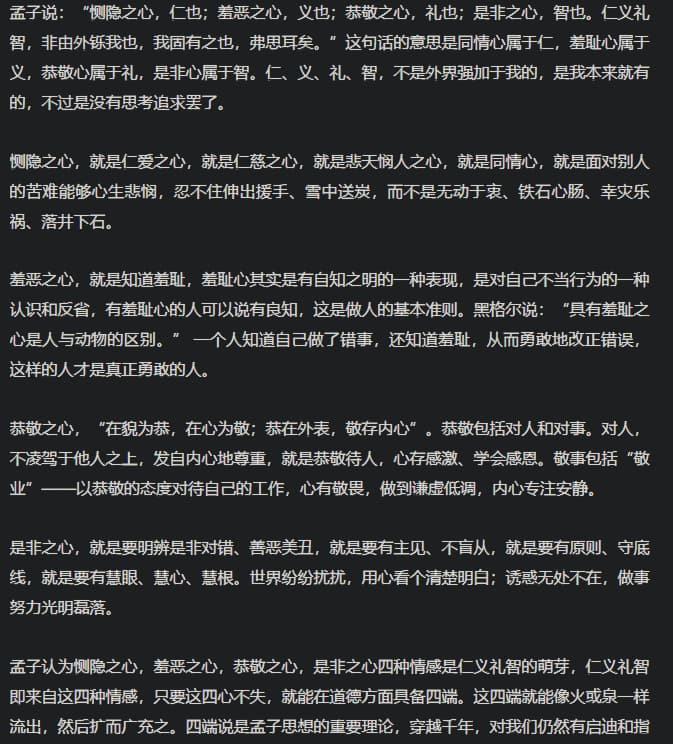 孟子说：“恻隐之心，仁也；羞恶之心，义也；恭敬之心，礼也；是非之心，智也。仁义礼
智，非由外铄我也，我固有之也，弗思耳矣。”这句话的意思是同情心属于仁，羞耻心属于
义，恭敬心属于礼，是非心属于智。仁、义、礼、智，不是外界强加于我的，是我本来就有
的，不过是没有思考追求罢了。
恻隐之心，就是仁爱之心，就是仁慈之心，就是悲天悯人之心，就是同情心，就是面对别人
的苦难能够心生悲悯，忍不住伸出援手、雪中送炭，而不是无动于衷、铁石心肠、幸灾乐
祸、落井下石。
羞恶之心，就是知道羞耻，羞耻心其实是有自知之明的一种表现，是对自己不当行为的一种
认识和反省，有羞耻心的人可以说有良知，这是做人的基本准则。黑格尔说：“具有羞耻之
心是人与动物的区别。” 一个人知道自己做了错事，还知道羞耻，从而勇敢地改正错误，
这样的人才是真正勇敢的人。
恭敬之心，“在貌为恭，在心为敬；恭在外表，敬存内心”。恭敬包括对人和对事。对人，
不凌驾于他人之上，发自内心地尊重，就是恭敬待人，心存感激、学会感恩。敬事包括“敬
业”——以恭敬的态度对待自己的工作，心有敬畏，做到谦虚低调，内心专注安静。
是非之心，就是要明辨是非对错、善恶美丑，就是要有主见、不盲从，就是要有原则、守底
线，就是要有慧眼、慧心、慧根。世界纷纷扰扰，用心看个清楚明白；诱惑无处不在，做事
努力光明磊落。
孟子认为恻隐之心，羞恶之心，恭敬之心，是非之心四种情感是仁义礼智的萌芽，仁义礼智
即来自这四种情感，只要这四心不失，就能在道德方面具备四端。这四端就能像火或泉一样
流出，然后扩而广充之。四端说是孟子思想的重要理论，穿越千年，对我们仍然有启迪和指